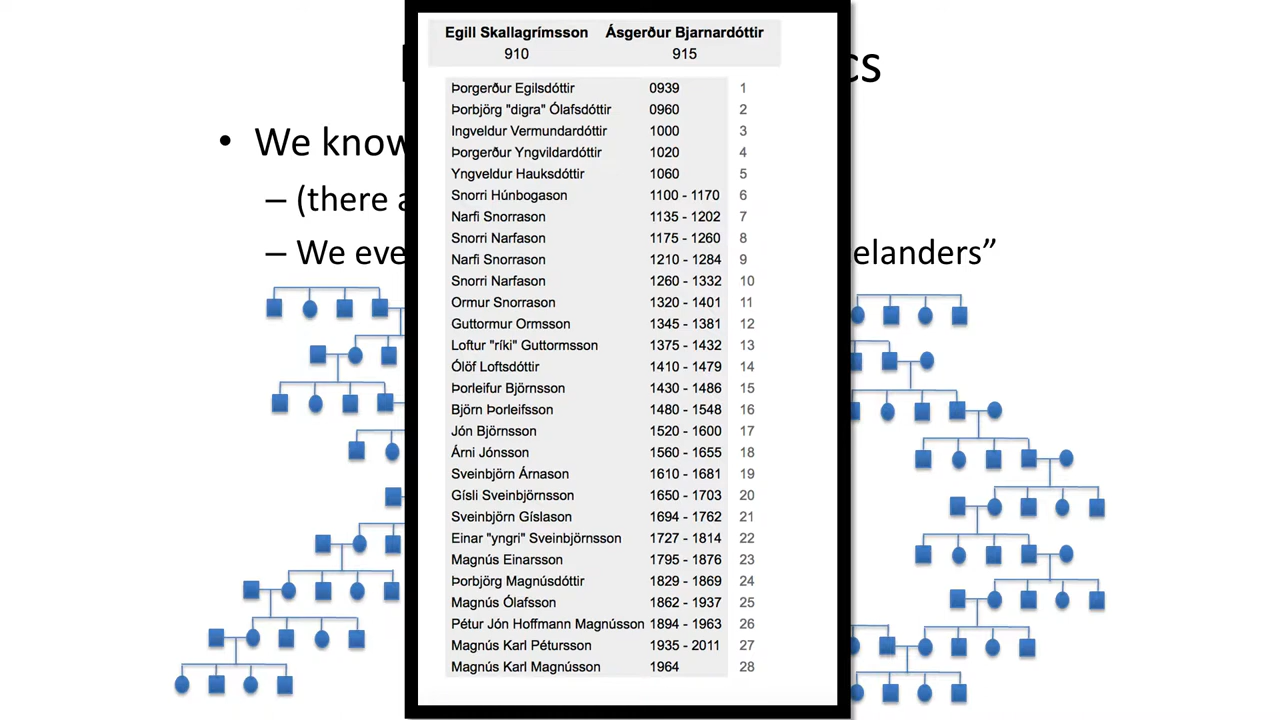 Egill Skallagrímsson Ásgerður Bjarnardóttir
910 915
Þorgerður Egilsdóttir 0939 1
Þorbjörg "digra" Ólafsdóttir 0960 2
Ingveldur Vermundardóttir 1000 3
Þorgerður Yngvildardóttir 1020 4
Yngveldur Hauksdóttir 1060 5
Snorri Húnbogason 1100 - 1170 6
Narfi Snorrason 1135 - 1202 7
Snorri Narfason 1175 - 1260 8
Narfi Snorrason 1210 - 1284 9
Snorri Narfason 1260 - 1332 10
Ormur Snorrason 1320 - 1401 11
Guttormur Ormsson 1345 - 1381 12
Loftur "ríki" Guttormsson 1375 - 1432 13
Ólöf Loftsdóttir 1410 - 1479 14
Þorleifur Björnsson 1430 - 1486 15
Björn Þorleifsson 1480 - 1548 16
Jón Björnsson 1520 - 1600 17
Árni Jónsson 1560 - 1655 18
Sveinbjörn Árnason 1610 - 1681 19
Gísli Sveinbjörnsson 1650 - 1703 20
Sveinbjörn Gíslason 1694 - 1762 21
Einar "yngri" Sveinbjörnsson 1727 - 1814 22
Magnús Einarsson 1795 - 1876 23
Þorbjörg Magnúsdóttir 1829 - 1869 24
Magnús Ólafsson 1862 - 1937 25
Pétur Jón Hoffmann Magnússon 1894 - 1963 26
Magnús Karl Pétursson 1935 - 2011 27
Magnús Karl Magnússon 1964 28
cs
• We know
– (there a
– We eve elanders”